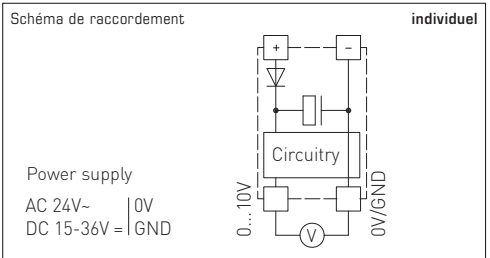 Schéma de raccordement individuel
+ −
Circuitry
Power supply
AC 24V~ 0V
DC 15-36V = GND
0...10V
0V/GND
V